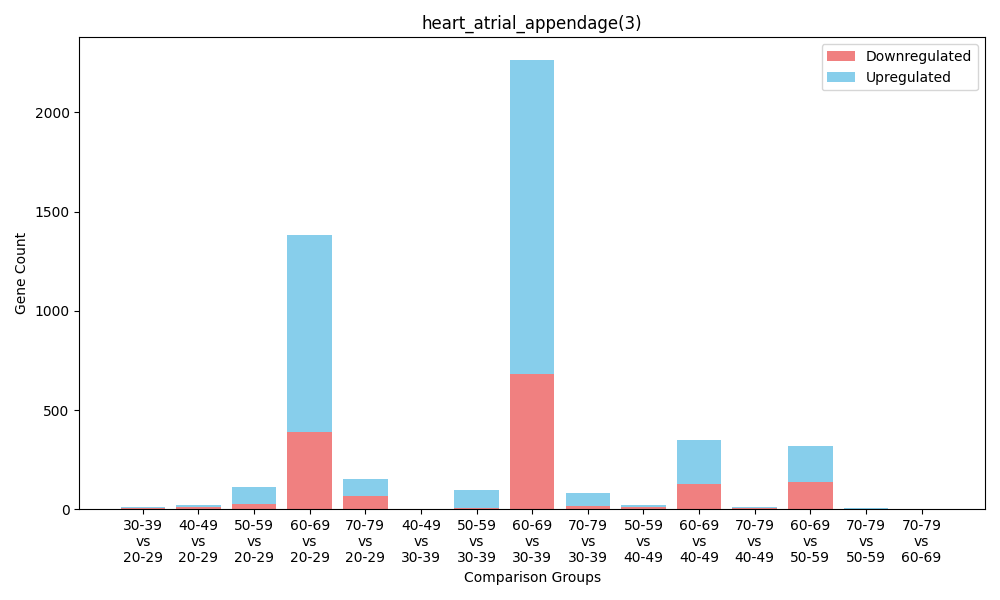 heart_atrial_appendage(3)
Downregulated
Upregulated
Gene Count
2000
1500
1000
500
0
30-39 vs 20-29
40-49 vs 20-29
50-59 vs 20-29
60-69 vs 20-29
70-79 vs 20-29
40-49 vs 30-39
50-59 vs 30-39
60-69 vs 30-39
70-79 vs 30-39
50-59 vs 40-49
60-69 vs 40-49
70-79 vs 40-49
60-69 vs 50-59
70-79 vs 50-59
70-79 vs 60-69
Comparison Groups